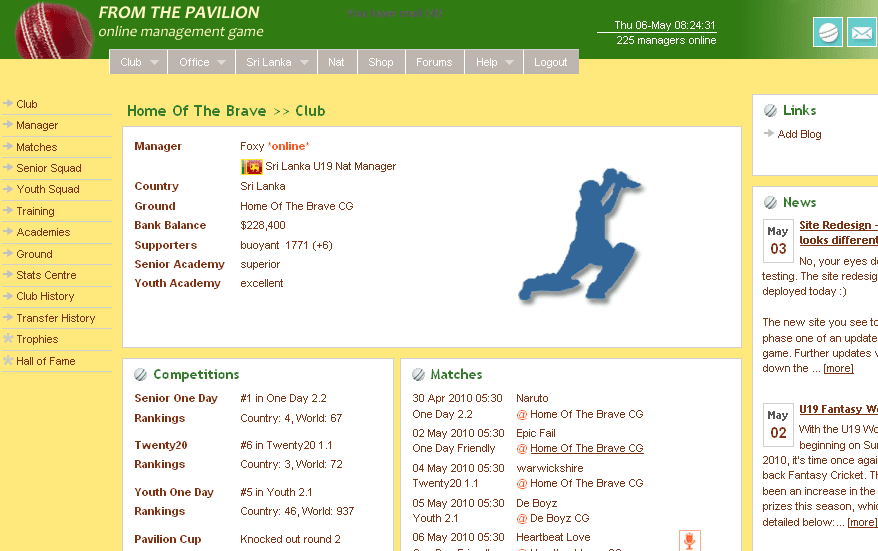 FROM THE PAVILION
online management game
Thu 06-May 08:24:31
225 managers online
Club
Office
Sri Lanka
Nat
Shop
Forums
Help
Logout
Club
Manager
Matches
Senior Squad
Youth Squad
Training
Academies
Ground
Stats Centre
Club History
Transfer History
Trophies
Hall of Fame
Home Of The Brave >> Club
Manager Foxy *online*
Sri Lanka U19 Nat Manager
Country Sri Lanka
Ground Home Of The Brave CG
Bank Balance $228,400
Supporters buoyant 1771 (+6)
Senior Academy superior
Youth Academy excellent
Competitions
Senior One Day #1 in One Day 2.2
Rankings Country: 4, World: 67
Twenty20 #6 in Twenty20 1.1
Rankings Country: 3, World: 72
Youth One Day #5 in Youth 2.1
Rankings Country: 46, World: 937
Pavilion Cup Knocked out round 2
Matches
30 Apr 2010 05:30 Naruto
One Day 2.2 @ Home Of The Brave CG
02 May 2010 05:30 Epic Fail
One Day Friendly @ Home Of The Brave CG
04 May 2010 05:30 warwickshire
Twenty20 1.1 @ Home Of The Brave CG
05 May 2010 05:30 De Boyz
Youth 2.1 @ De Boyz CG
06 May 2010 05:30 Heartbeat Love
One Day Friendly @ Heartbeat Love CG
Links
Add Blog
News
May
03
Site Redesign -
looks different
No, your eyes de
testing. The site redesig
deployed today :)
The new site you see to
phase one of an update
game. Further updates v
down the ... [more]
May
02
U19 Fantasy Wo
With the U19 Wo
beginning on Sun
2010, it's time once agai
back Fantasy Cricket. Th
been an increase in the
prizes this season, whic
detailed below:... [more]